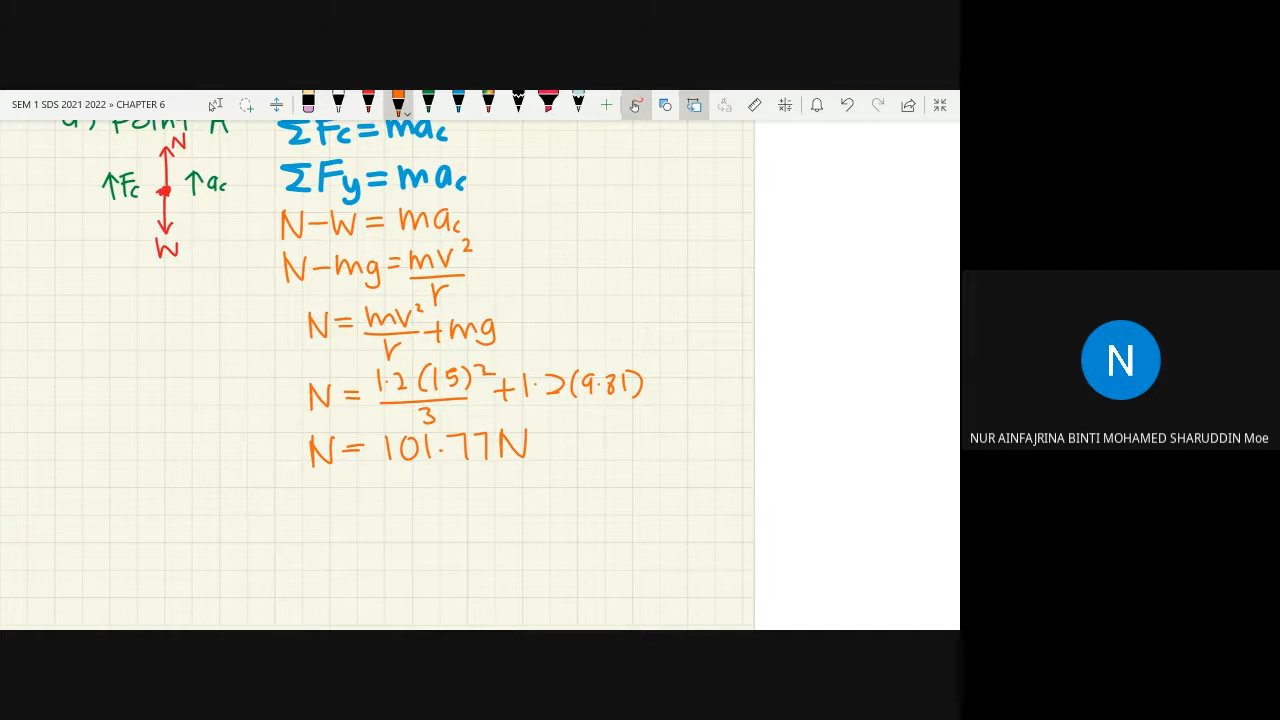 SEM 1 SDS 2021 2022 » CHAPTER 6
a) Point A
ΣFc = mac
N
↑Fc
↑ac
W
ΣFy = mac
N-W = mac
N-mg = mv²/r
N = mv²/r + mg
N = 1.2(15)²/3 + 1.2(9.81)
N = 101.77N
N
NUR AINFAJRINA BINTI MOHAMED SHARUDDIN Moe